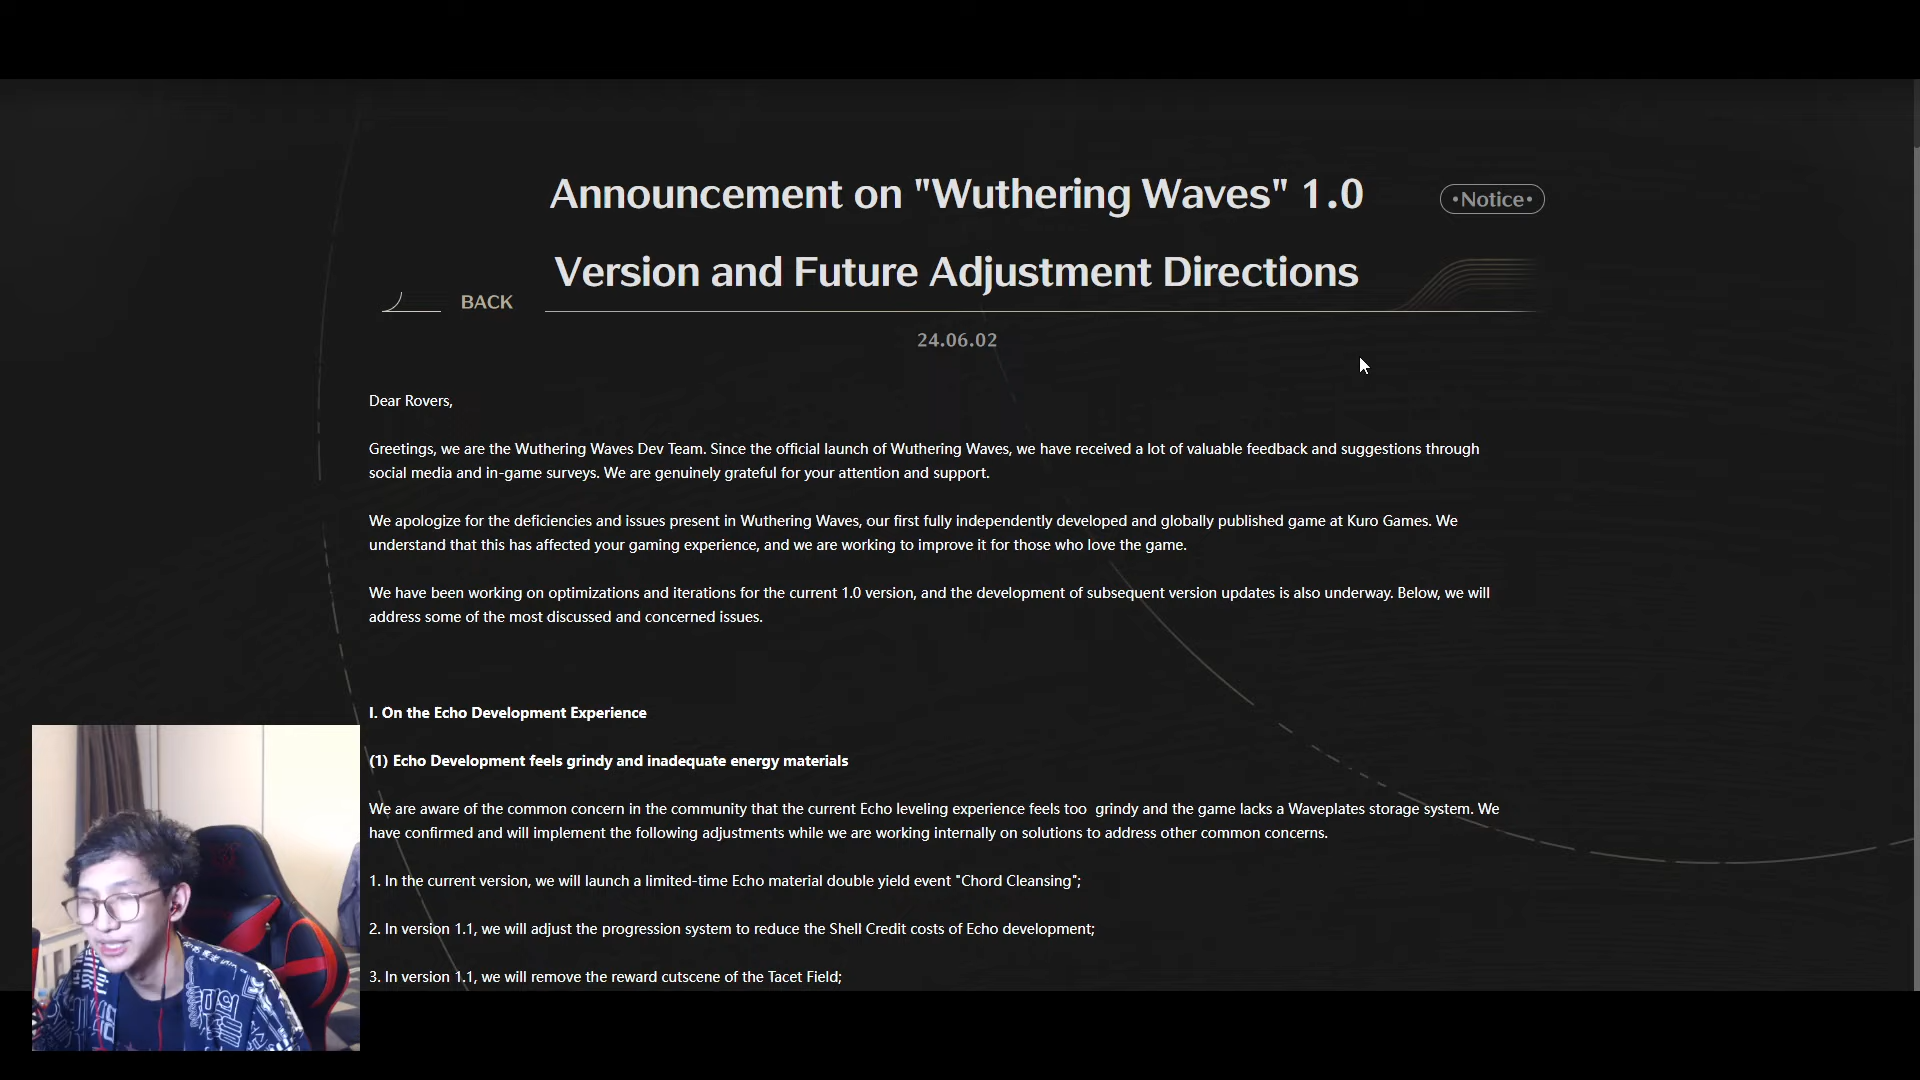 Announcement on "Wuthering Waves" 1.0
•Notice•
Version and Future Adjustment Directions
BACK
24.06.02
Dear Rovers,
Greetings, we are the Wuthering Waves Dev Team. Since the official launch of Wuthering Waves, we have received a lot of valuable feedback and suggestions through
social media and in-game surveys. We are genuinely grateful for your attention and support.
We apologize for the deficiencies and issues present in Wuthering Waves, our first fully independently developed and globally published game at Kuro Games. We
understand that this has affected your gaming experience, and we are working to improve it for those who love the game.
We have been working on optimizations and iterations for the current 1.0 version, and the development of subsequent version updates is also underway. Below, we will
address some of the most discussed and concerned issues.
I. On the Echo Development Experience
(1) Echo Development feels grindy and inadequate energy materials
We are aware of the common concern in the community that the current Echo leveling experience feels too  grindy and the game lacks a Waveplates storage system. We
have confirmed and will implement the following adjustments while we are working internally on solutions to address other common concerns.
1. In the current version, we will launch a limited-time Echo material double yield event "Chord Cleansing";
2. In version 1.1, we will adjust the progression system to reduce the Shell Credit costs of Echo development;
3. In version 1.1, we will remove the reward cutscene of the Tacet Field;